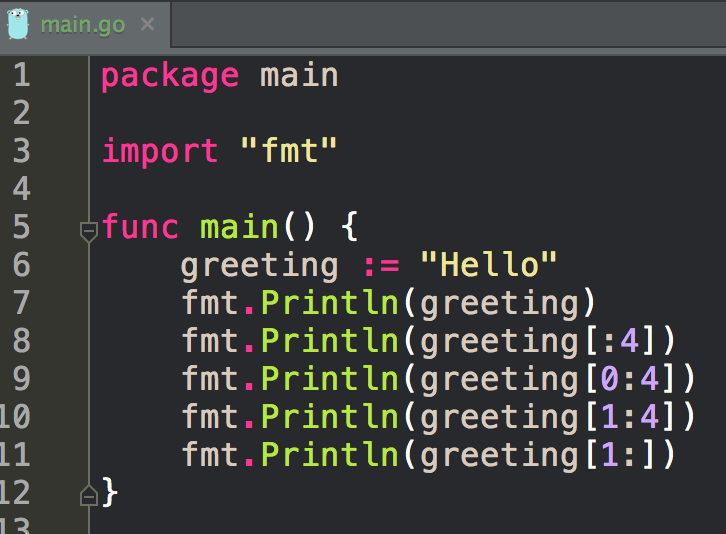 main.go ×
1 package main
2
3 import "fmt"
4
5 func main() {
6     greeting := "Hello"
7     fmt.Println(greeting)
8     fmt.Println(greeting[:4])
9     fmt.Println(greeting[0:4])
10     fmt.Println(greeting[1:4])
11     fmt.Println(greeting[1:])
12 }
13